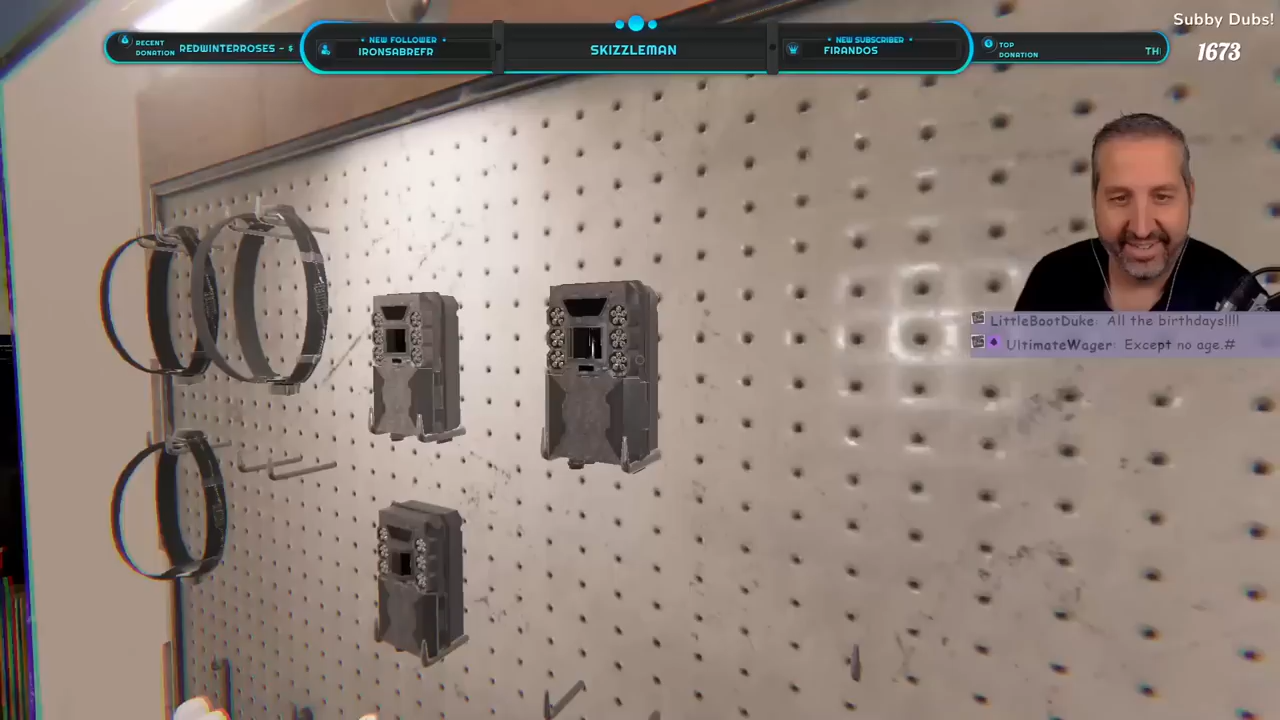 Subby Dubs!
1673
RECENT DONATION
REDWINTERROSES - $
NEW FOLLOWER
IRONSABREFR
SKIZZLEMAN
NEW SUBSCRIBER
FIRANDOS
TOP DONATION
TH
LittleBootDuke: All the birthdays!!!!
UltimateWager: Except no age.#